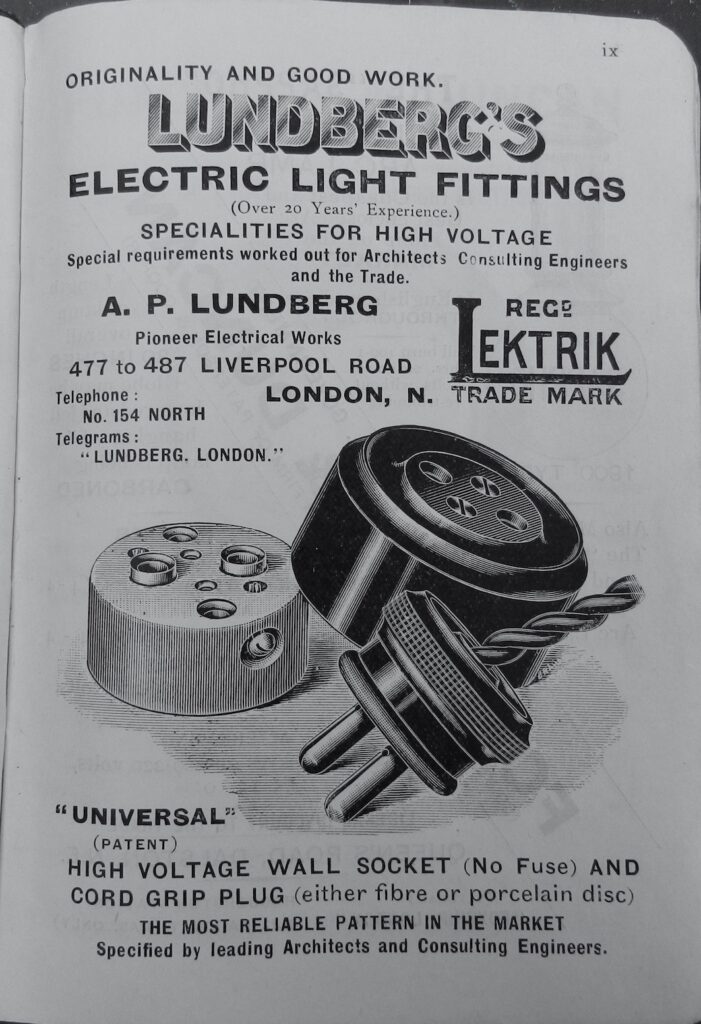 ix
ORIGINALITY AND GOOD WORK.
LUNDBERG'S
ELECTRIC LIGHT FITTINGS
(Over 20 Years' Experience.)
SPECIALITIES FOR HIGH VOLTAGE
Special requirements worked out for Architects Consulting Engineers
and the Trade.
A. P. LUNDBERG
Pioneer Electrical Works
477 to 487 LIVERPOOL ROAD
LONDON, N.
REGD
LEKTRIK
TRADE MARK
Telephone :
No. 154 NORTH
Telegrams :
"LUNDBERG. LONDON."
"UNIVERSAL"
(PATENT)
HIGH VOLTAGE WALL SOCKET (No Fuse) AND
CORD GRIP PLUG (either fibre or porcelain disc)
THE MOST RELIABLE PATTERN IN THE MARKET
Specified by leading Architects and Consulting Engineers.